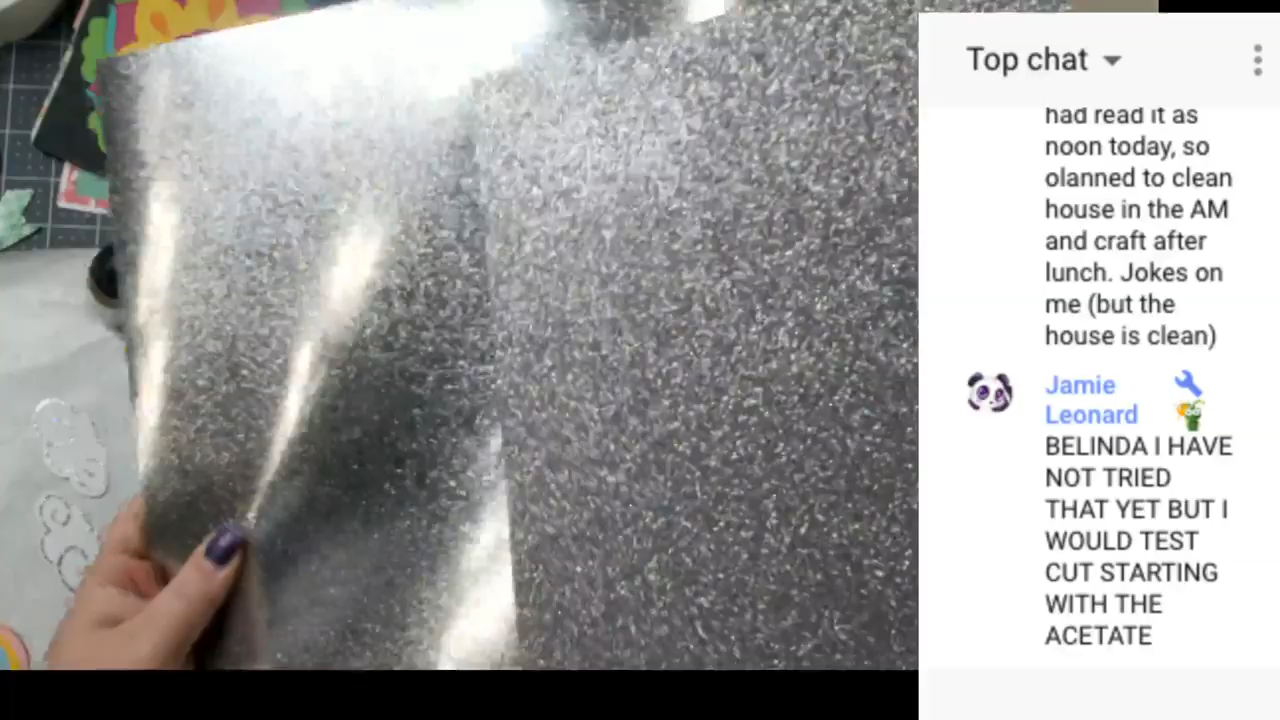 Top chat
had read it as
noon today, so
olanned to clean
house in the AM
and craft after
lunch. Jokes on
me (but the
house is clean)
Jamie
Leonard
BELINDA I HAVE
NOT TRIED
THAT YET BUT I
WOULD TEST
CUT STARTING
WITH THE
ACETATE